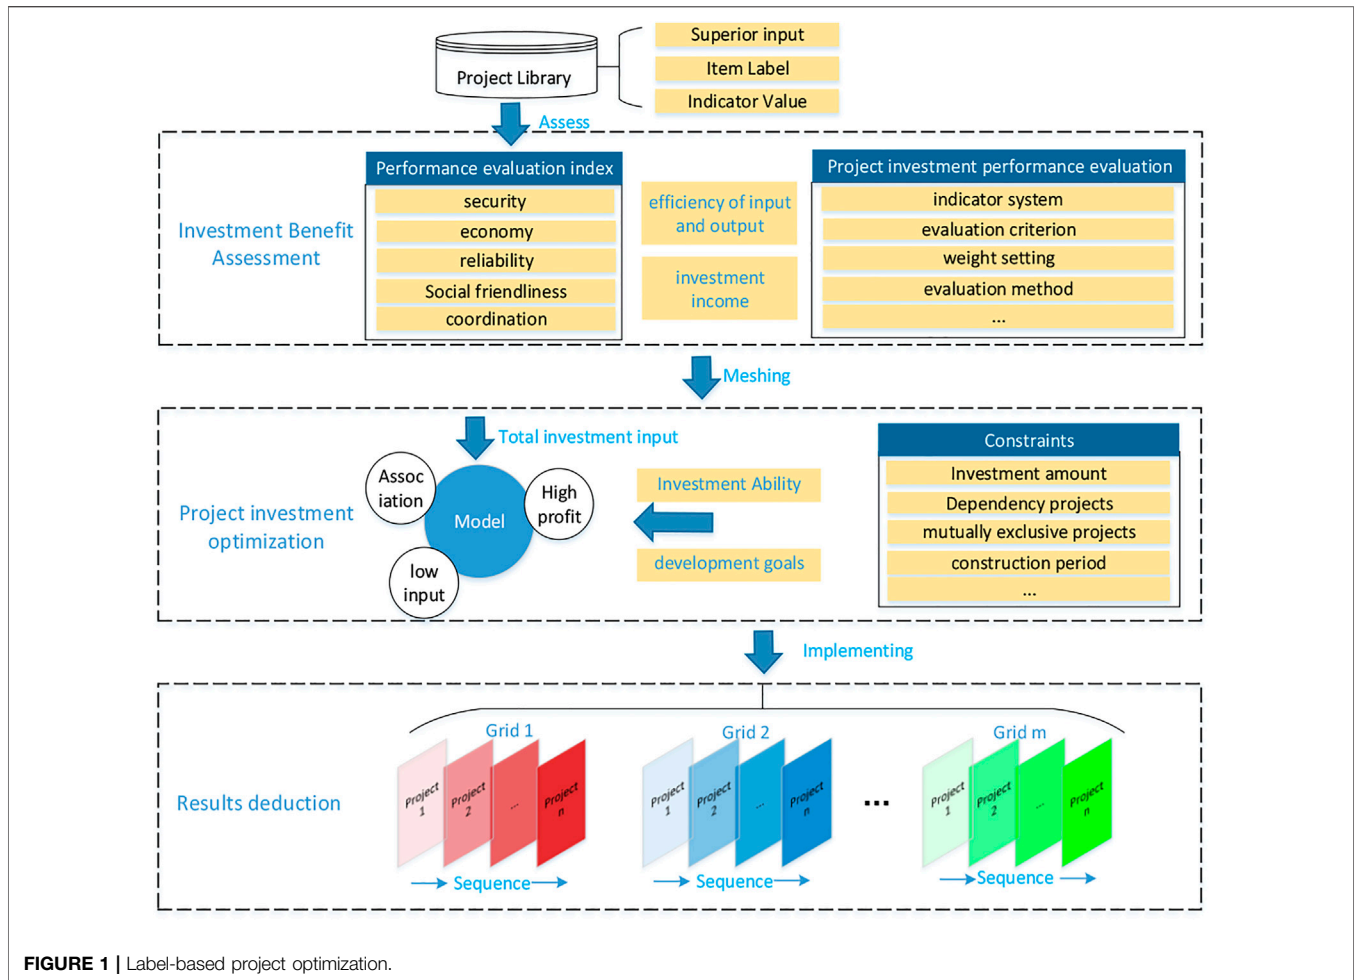 Project Library
Superior input
Item Label
Indicator Value
Assess
Investment Benefit
Assessment
Performance evaluation index
security
economy
reliability
Social friendliness
coordination
efficiency of input
and output
investment
income
Project investment performance evaluation
indicator system
evaluation criterion
weight setting
evaluation method
...
Meshing
Project investment
optimization
Total investment input
Assoc
iation
Model
High
profit
low
input
Investment Ability
development goals
Constraints
Investment amount
Dependency projects
mutually exclusive projects
construction period
...
Implementing
Results deduction
Grid 1
Project
1
Project
2
...
Project
n
Sequence
Grid 2
Project
1
Project
2
...
Project
n
Sequence
...
Grid m
Project
1
Project
2
...
Project
n
Sequence
FIGURE 1 | Label-based project optimization.